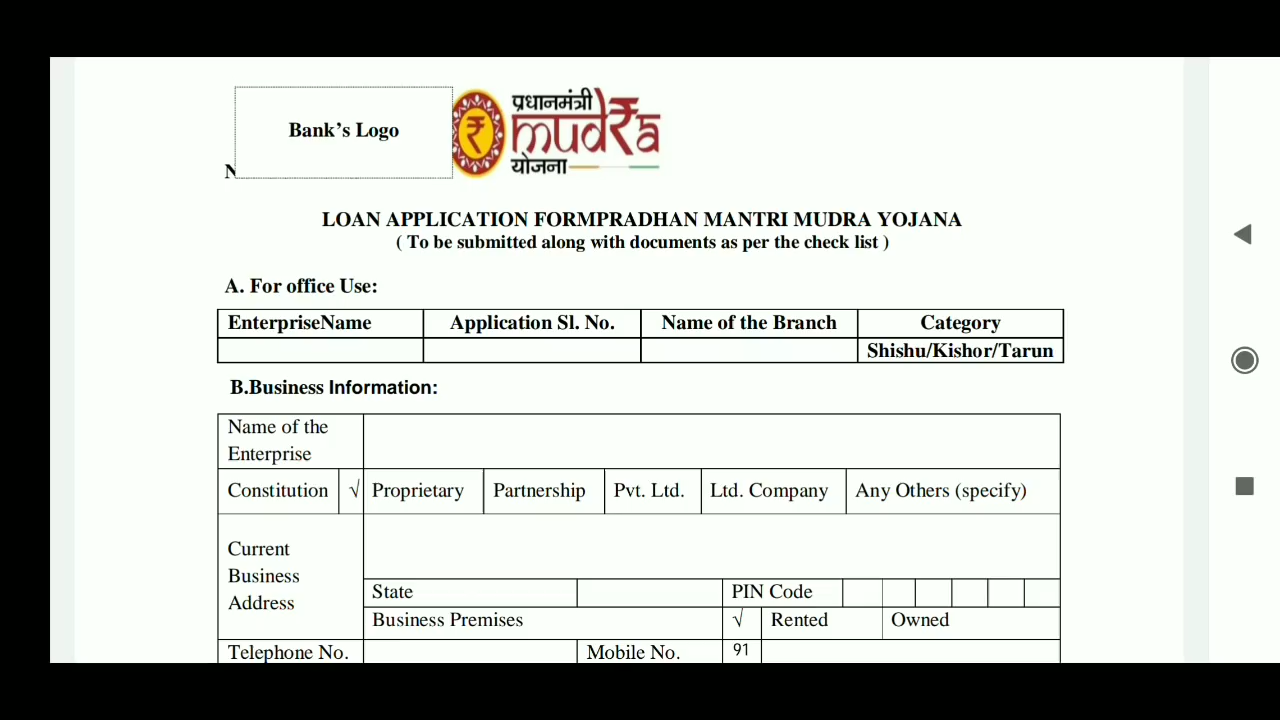 Bank's Logo
प्रधानमंत्री
mudra
योजना
N
LOAN APPLICATION FORMPRADHAN MANTRI MUDRA YOJANA
( To be submitted along with documents as per the check list )
A. For office Use:
EnterpriseName Application Sl. No. Name of the Branch Category
Shishu/Kishor/Tarun
B.Business Information:
Name of the
Enterprise
Constitution √ Proprietary Partnership Pvt. Ltd. Ltd. Company Any Others (specify)
Current
Business
Address
State PIN Code
Business Premises √ Rented Owned
Telephone No. Mobile No. 91